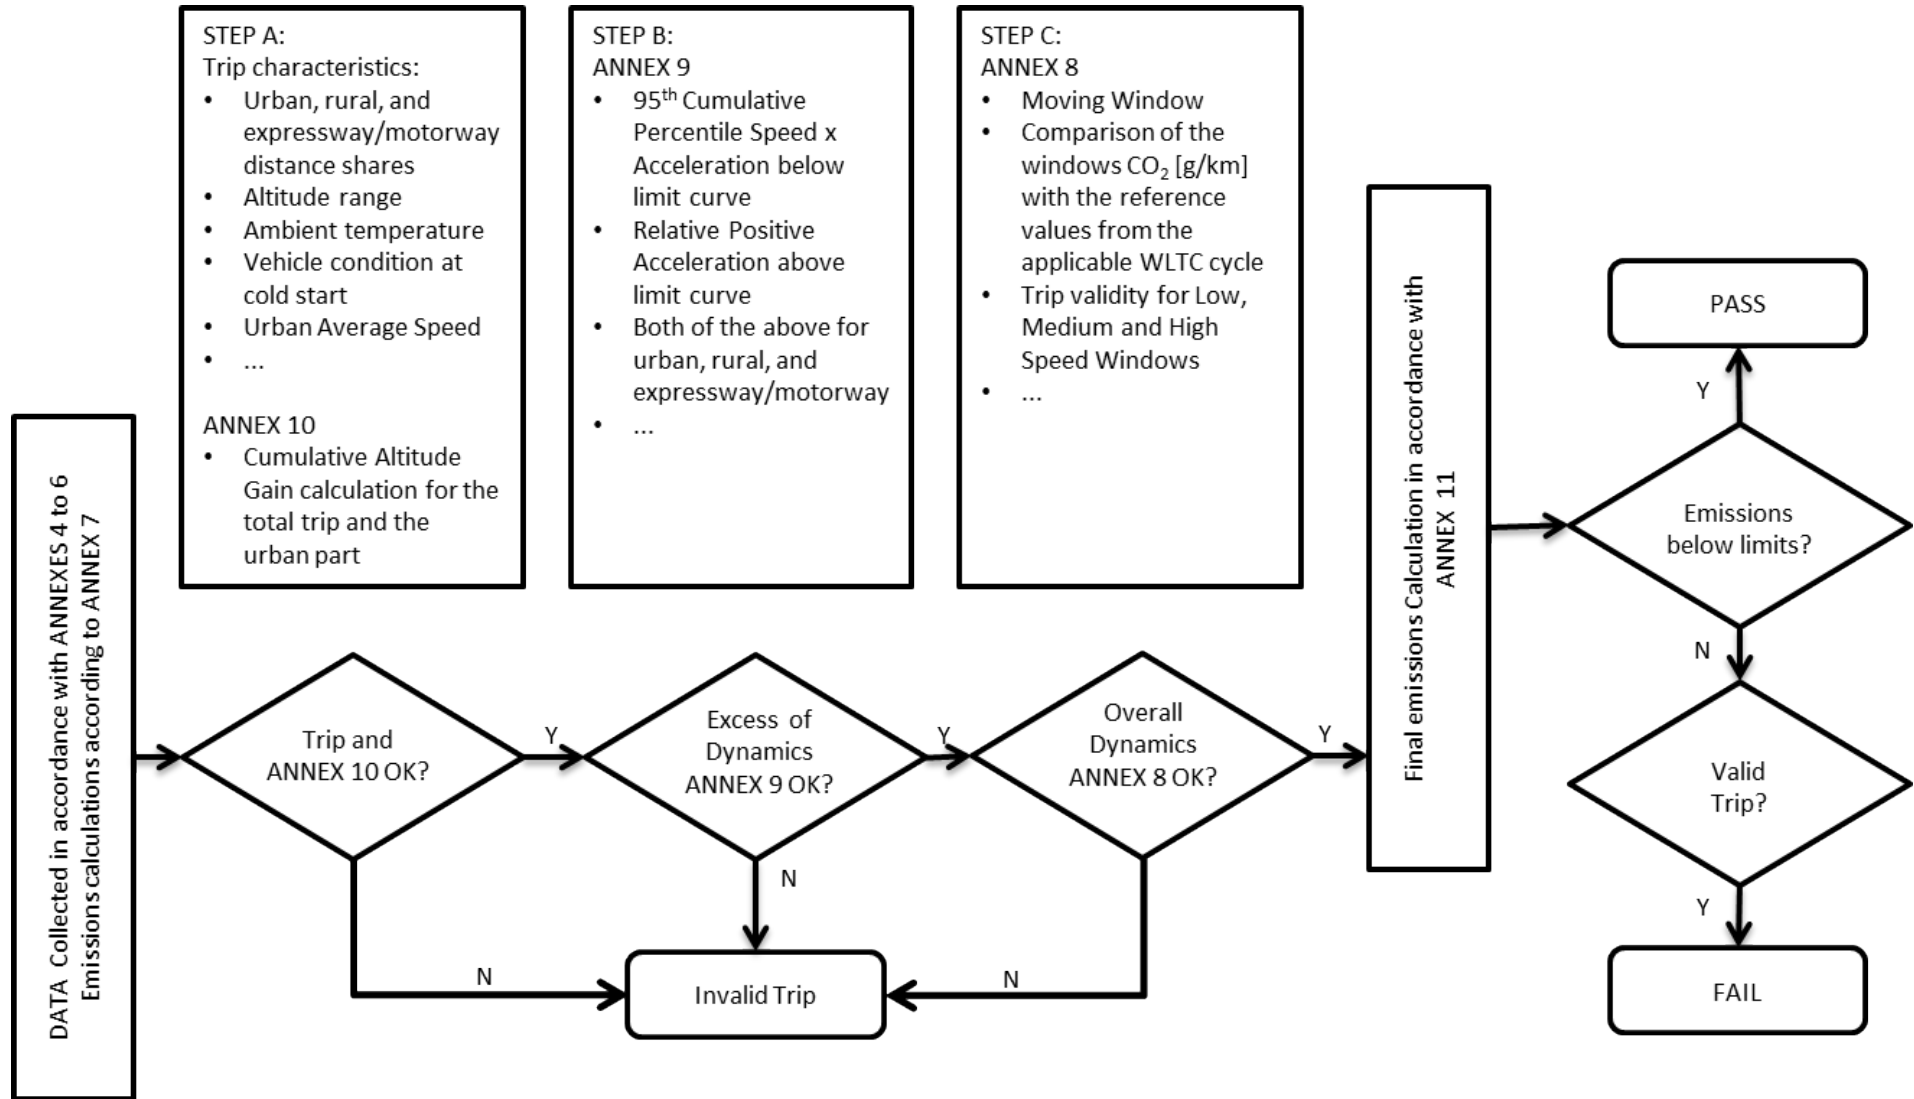 STEP A:
Trip characteristics:
• Urban, rural, and
expressway/motorway
distance shares
• Altitude range
• Ambient temperature
• Vehicle condition at
cold start
• Urban Average Speed
• ...
ANNEX 10
• Cumulative Altitude
Gain calculation for the
total trip and the
urban part
STEP B:
ANNEX 9
• 95th Cumulative
Percentile Speed x
Acceleration below
limit curve
• Relative Positive
Acceleration above
limit curve
• Both of the above for
urban, rural, and
expressway/motorway
• ...
STEP C:
ANNEX 8
• Moving Window
• Comparison of the
windows CO2 [g/km]
with the reference
values from the
applicable WLTC cycle
• Trip validity for Low,
Medium and High
Speed Windows
• ...
DATA Collected in accordance with ANNEXES 4 to 6
Emissions calculations according to ANNEX 7
Trip and
ANNEX 10 OK?
Y
N
Excess of
Dynamics
ANNEX 9 OK?
Y
N
Overall
Dynamics
ANNEX 8 OK?
Y
N
Invalid Trip
Final emissions Calculation in accordance with
ANNEX 11
PASS
Y
Emissions
below limits?
N
Valid
Trip?
Y
FAIL